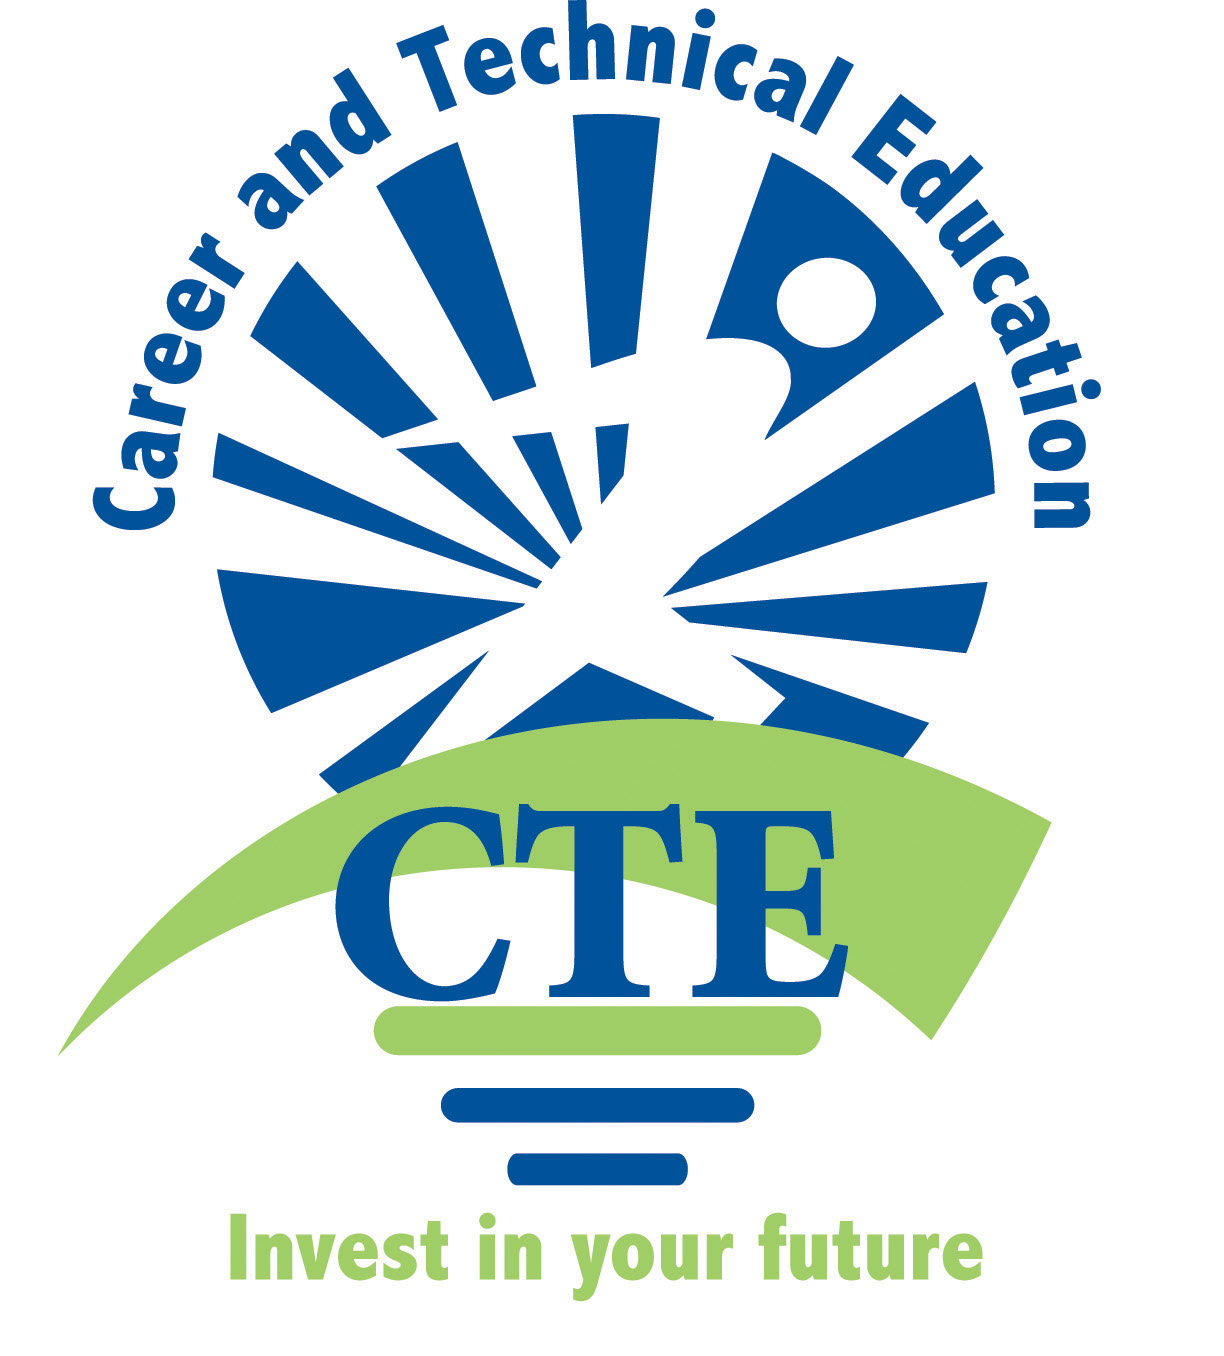 Career and Technical Education
CTE
Invest in your future